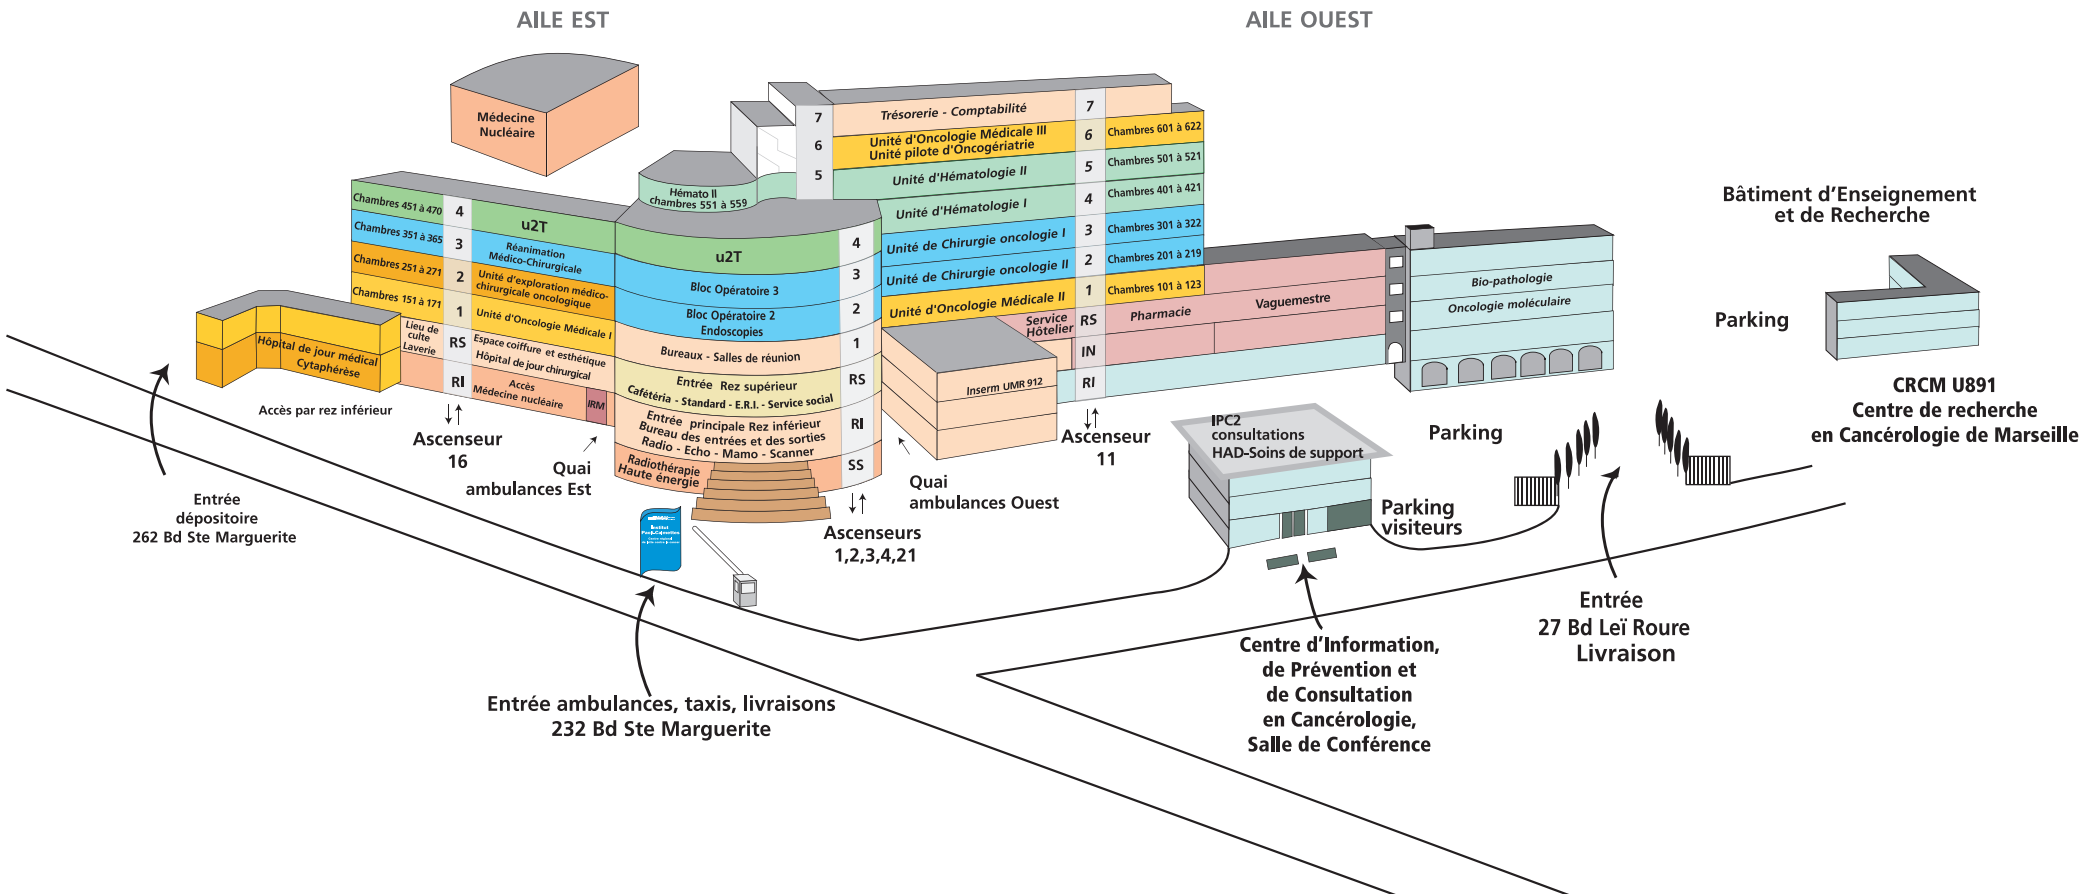 AILE EST
AILE OUEST
Médecine
Nucléaire
7
6
5
Trésorerie - Comptabilité
7
Unité d'Oncologie Médicale III
Unité pilote d'Oncogériatrie
6
Chambres 601 à 622
Unité d'Hématologie II
5
Chambres 501 à 521
Unité d'Hématologie I
4
Chambres 401 à 421
Unité de Chirurgie oncologie I
3
Chambres 301 à 322
Unité de Chirurgie oncologie II
2
Chambres 201 à 219
Unité d'Oncologie Médicale II
1
Chambres 101 à 123
Hémato II
chambres 551 à 559
Chambres 451 à 470
4
u2T
Chambres 351 à 365
3
Réanimation
Médico-Chirurgicale
Chambres 251 à 271
2
Unité d'exploration médico-
chirurgicale oncologique
Chambres 151 à 171
1
Unité d'Oncologie Médicale I
Lieu de
culte
Laverie
RS
Espace coiffure et esthétique
Hôpital de jour chirurgical
RI
Accès
Médecine nucléaire
IRM
Hôpital de jour médical
Cytaphérèse
Accès par rez inférieur
u2T
4
Bloc Opératoire 3
3
Bloc Opératoire 2
Endoscopies
2
Bureaux - Salles de réunion
1
Entrée Rez supérieur
Cafétéria - Standard - E.R.I. - Service social
RS
Entrée principale Rez inférieur
Bureau des entrées et des sorties
Radio - Echo - Mamo - Scanner
RI
Radiothérapie
Haute énergie
SS
Service
Hôtelier
RS
Pharmacie
Vaguemestre
IN
RI
Inserm UMR 912
Bio-pathologie
Oncologie moléculaire
Bâtiment d'Enseignement
et de Recherche
Parking
CRCM U891
Centre de recherche
en Cancérologie de Marseille
Ascenseur
16
Quai
ambulances Est
Ascenseurs
1,2,3,4,21
Quai
ambulances Ouest
Ascenseur
11
IPC2
consultations
HAD-Soins de support
Parking
Parking
visiteurs
Entrée
dépositoire
262 Bd Ste Marguerite
Institut
Paoli-Calmettes
Entrée ambulances, taxis, livraisons
232 Bd Ste Marguerite
Centre d'Information,
de Prévention et
de Consultation
en Cancérologie,
Salle de Conférence
Entrée
27 Bd Leï Roure
Livraison